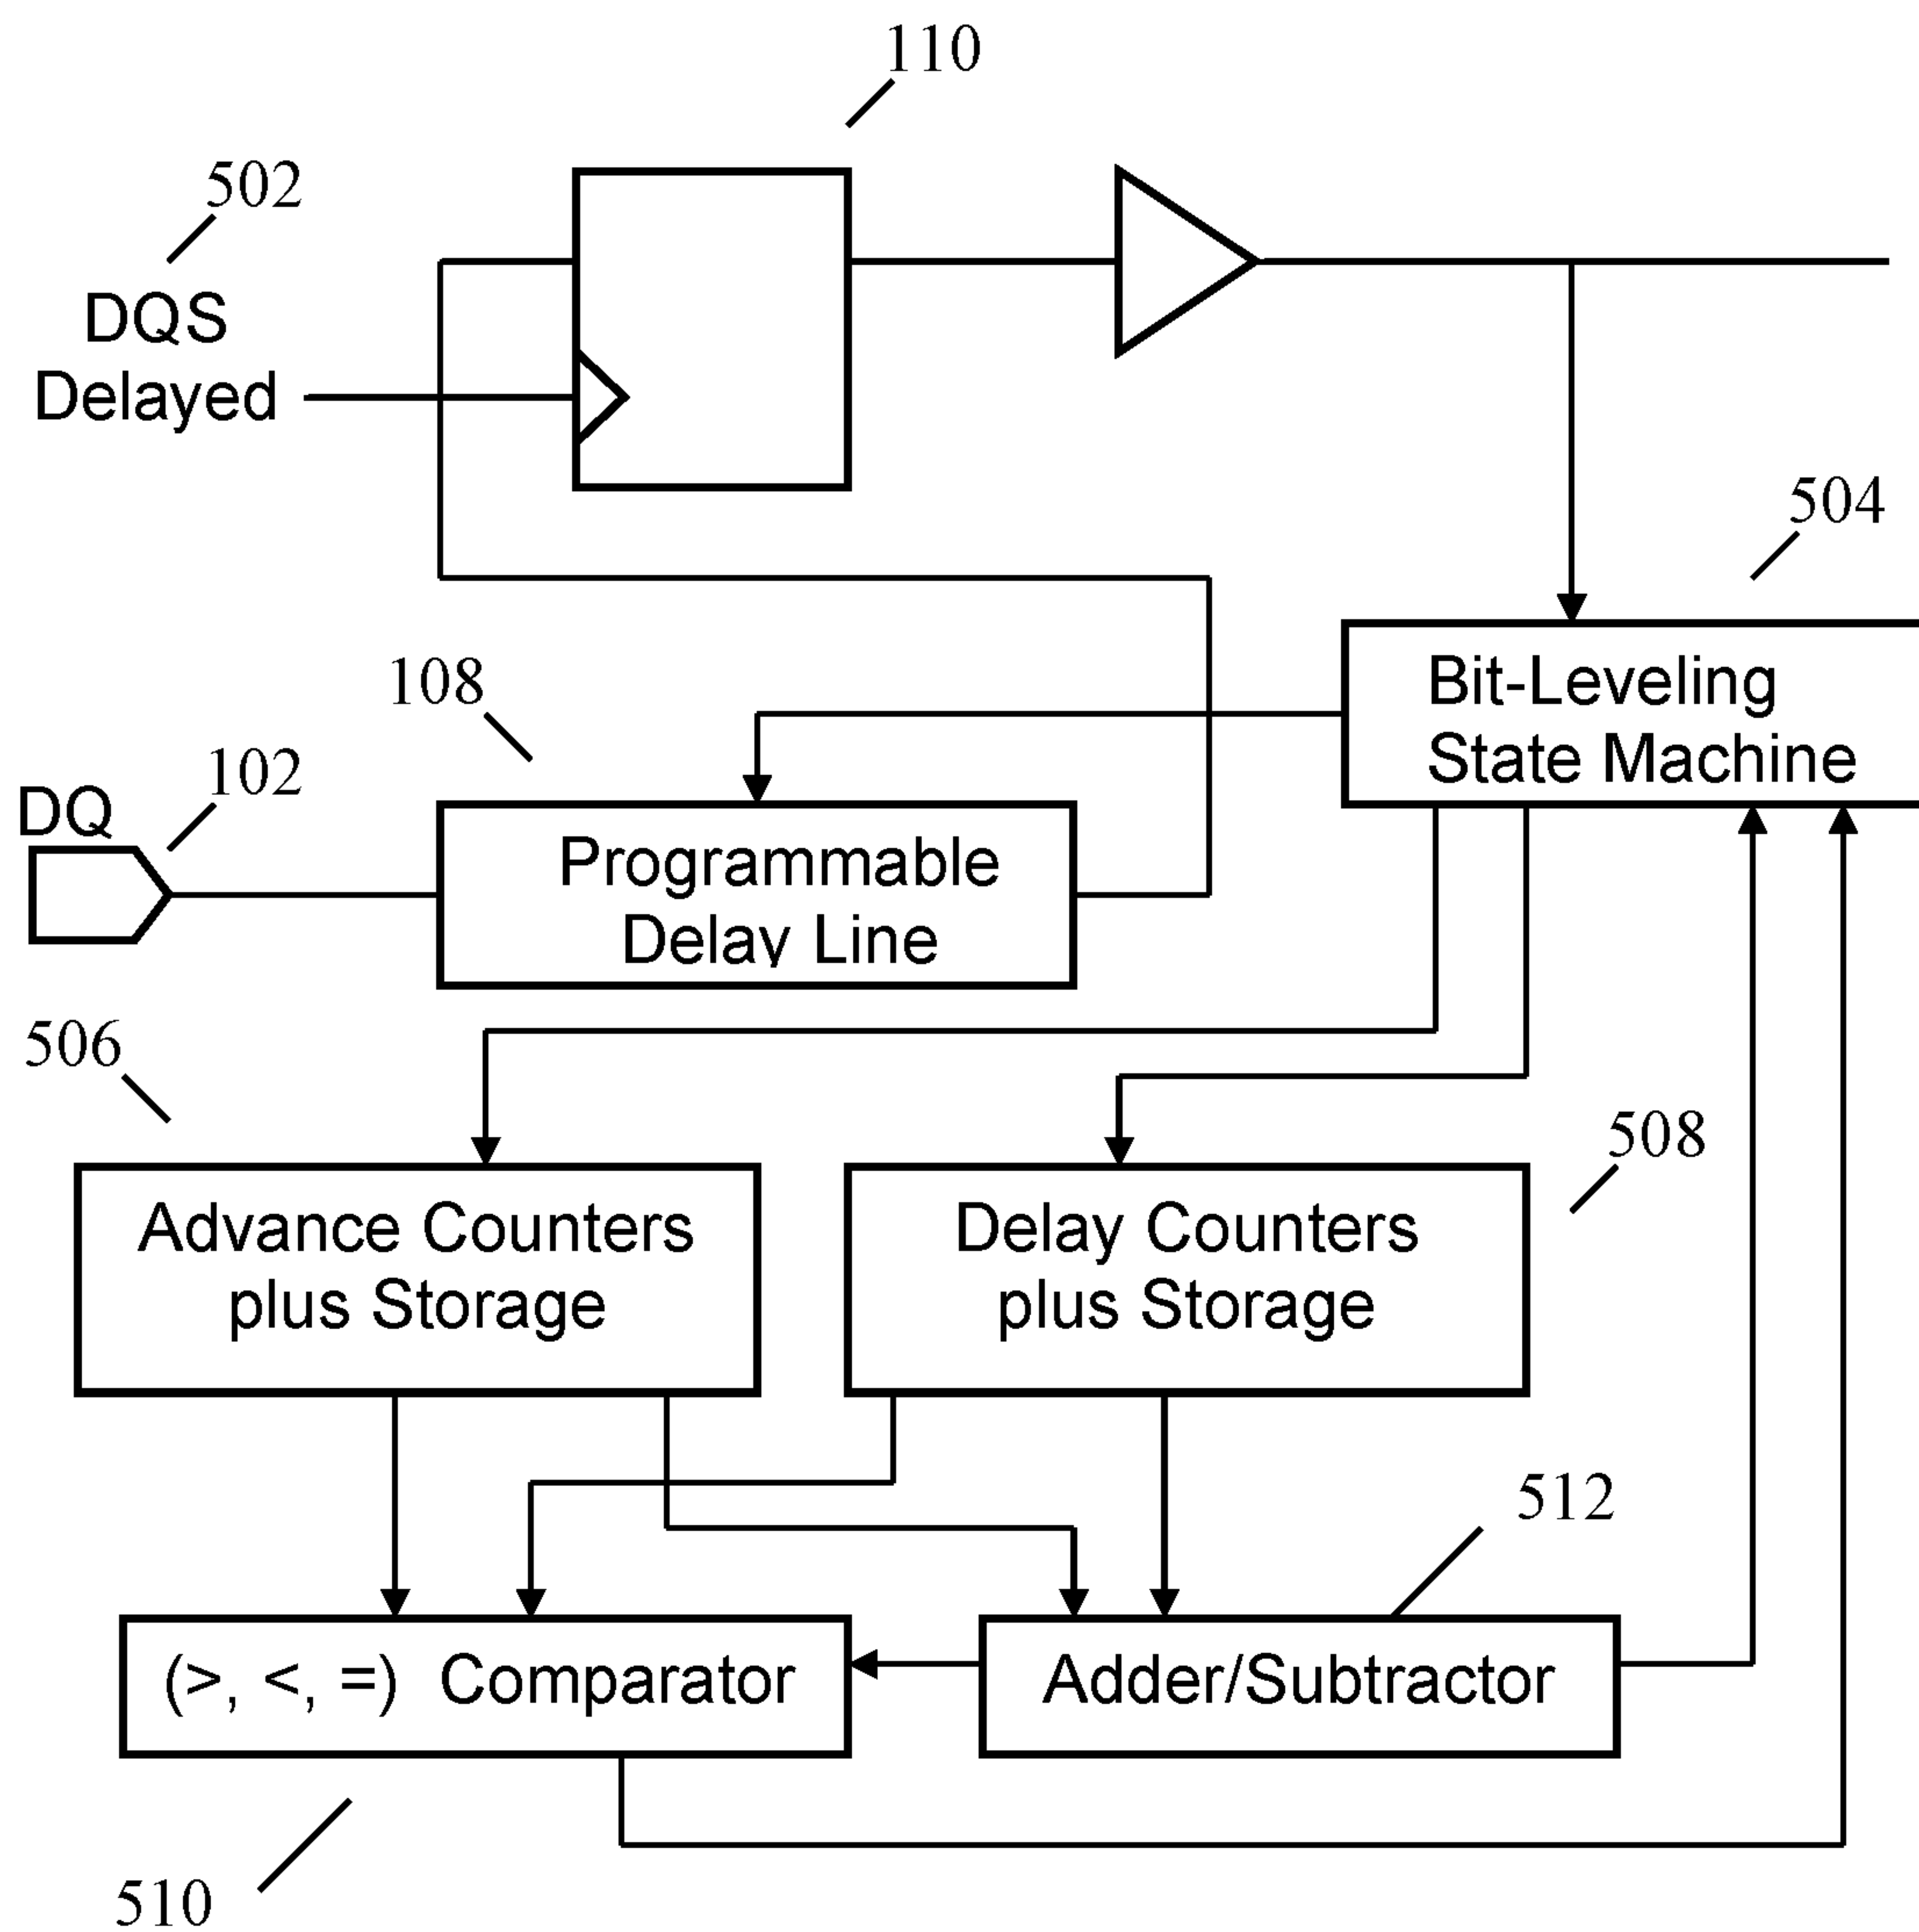 110
502
DQS
Delayed
504
Bit-Leveling
State Machine
108
102
DQ
Programmable
Delay Line
506
508
Advance Counters
plus Storage
Delay Counters
plus Storage
512
(>, <, =) Comparator
Adder/Subtractor
510